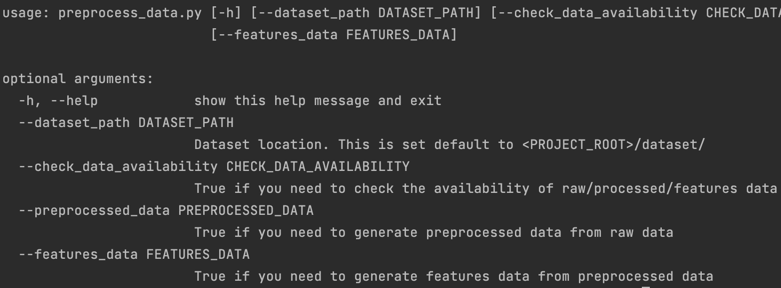 usage: preprocess_data.py [-h] [--dataset_path DATASET_PATH] [--check_data_availability CHECK_DATA
[--features_data FEATURES_DATA]
optional arguments:
-h, --help show this help message and exit
--dataset_path DATASET_PATH
Dataset location. This is set default to <PROJECT_ROOT>/dataset/
--check_data_availability CHECK_DATA_AVAILABILITY
True if you need to check the availability of raw/processed/features data
--preprocessed_data PREPROCESSED_DATA
True if you need to generate preprocessed data from raw data
--features_data FEATURES_DATA
True if you need to generate features data from preprocessed data